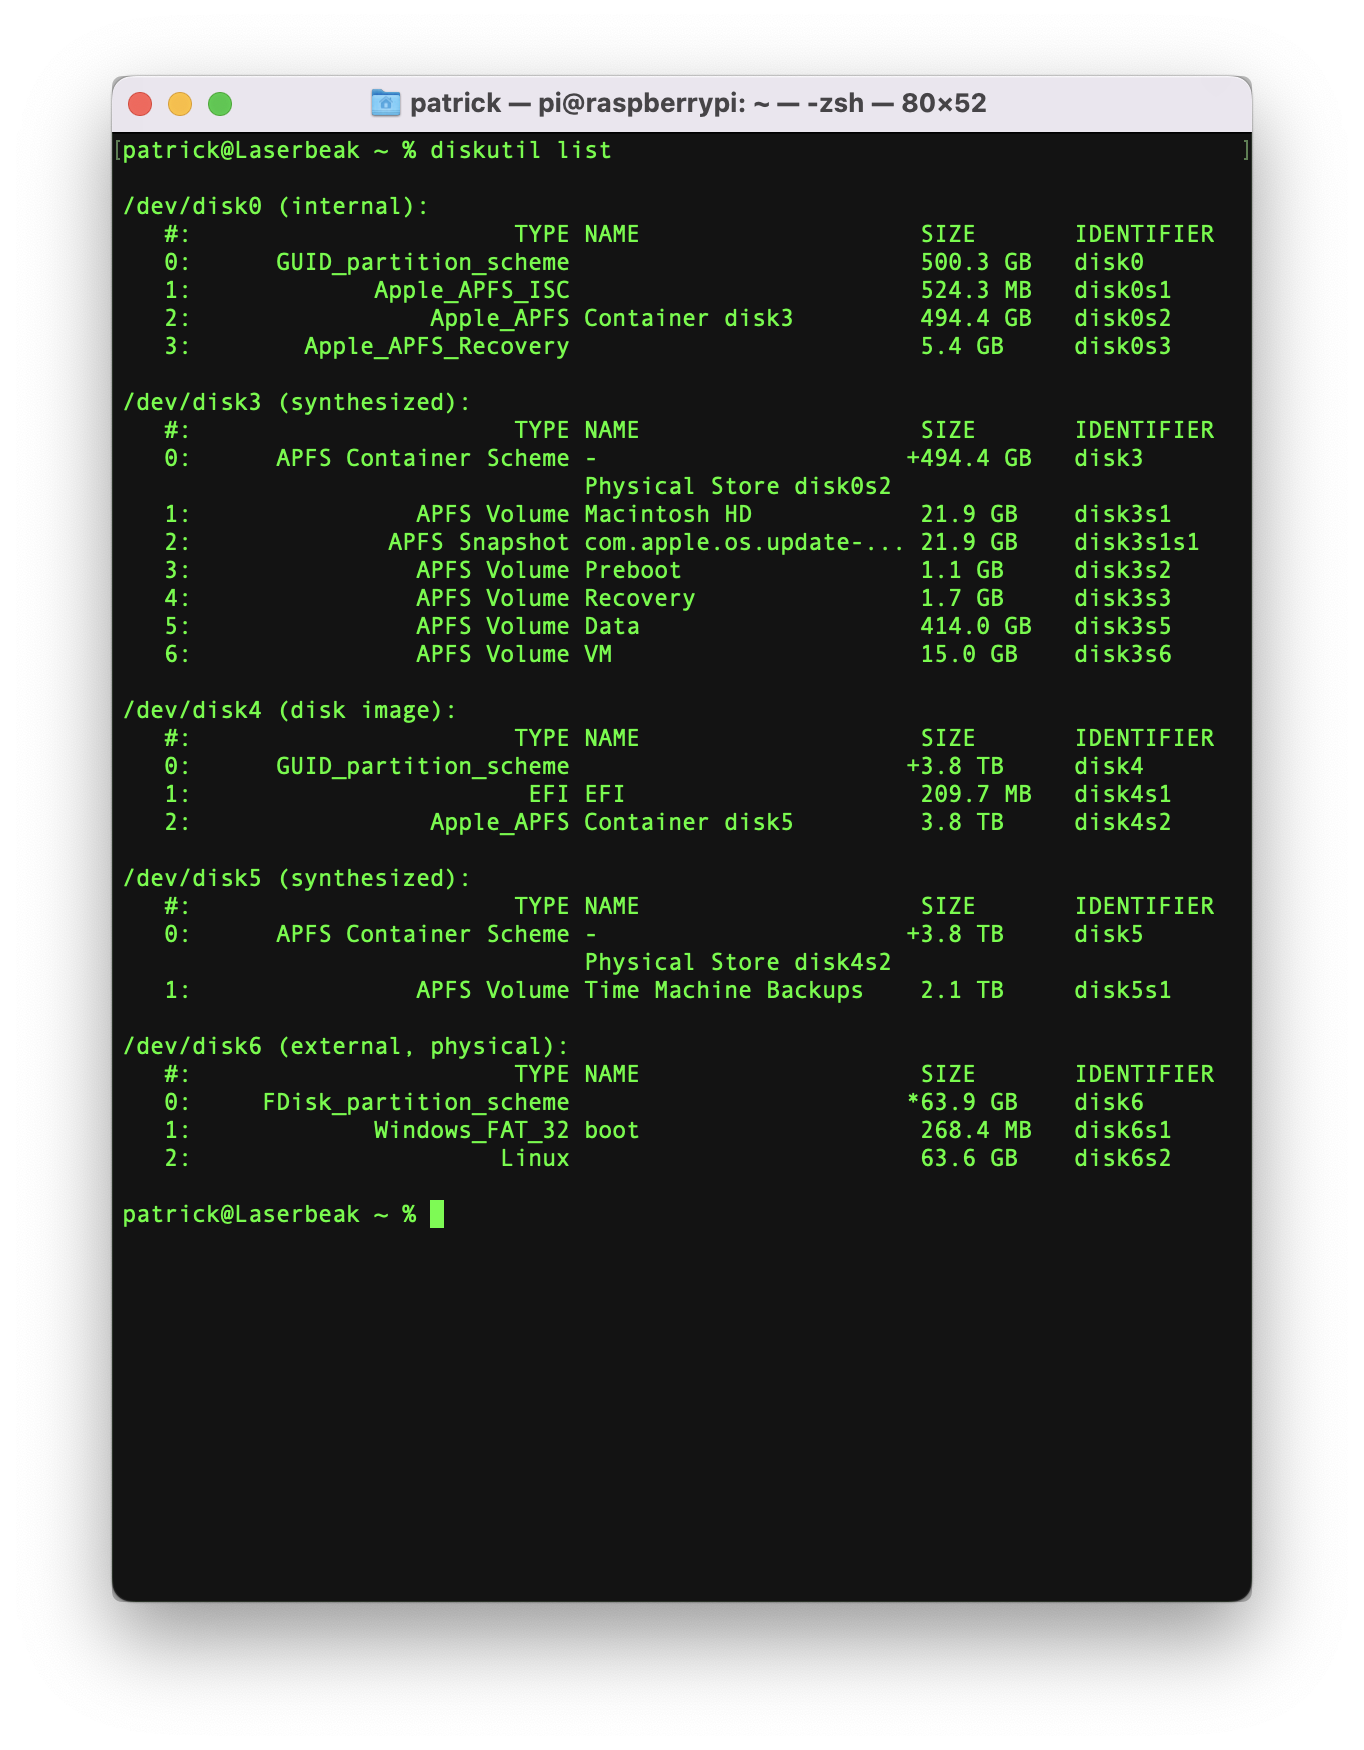 patrick — pi@raspberrypi: ~ — -zsh — 80×52
[patrick@Laserbeak ~ % diskutil list ]
/dev/disk0 (internal):
#: TYPE NAME SIZE IDENTIFIER
0: GUID_partition_scheme 500.3 GB disk0
1: Apple_APFS_ISC 524.3 MB disk0s1
2: Apple_APFS Container disk3 494.4 GB disk0s2
3: Apple_APFS_Recovery 5.4 GB disk0s3
/dev/disk3 (synthesized):
#: TYPE NAME SIZE IDENTIFIER
0: APFS Container Scheme - +494.4 GB disk3
Physical Store disk0s2
1: APFS Volume Macintosh HD 21.9 GB disk3s1
2: APFS Snapshot com.apple.os.update-... 21.9 GB disk3s1s1
3: APFS Volume Preboot 1.1 GB disk3s2
4: APFS Volume Recovery 1.7 GB disk3s3
5: APFS Volume Data 414.0 GB disk3s5
6: APFS Volume VM 15.0 GB disk3s6
/dev/disk4 (disk image):
#: TYPE NAME SIZE IDENTIFIER
0: GUID_partition_scheme +3.8 TB disk4
1: EFI EFI 209.7 MB disk4s1
2: Apple_APFS Container disk5 3.8 TB disk4s2
/dev/disk5 (synthesized):
#: TYPE NAME SIZE IDENTIFIER
0: APFS Container Scheme - +3.8 TB disk5
Physical Store disk4s2
1: APFS Volume Time Machine Backups 2.1 TB disk5s1
/dev/disk6 (external, physical):
#: TYPE NAME SIZE IDENTIFIER
0: FDisk_partition_scheme *63.9 GB disk6
1: Windows_FAT_32 boot 268.4 MB disk6s1
2: Linux 63.6 GB disk6s2
patrick@Laserbeak ~ %